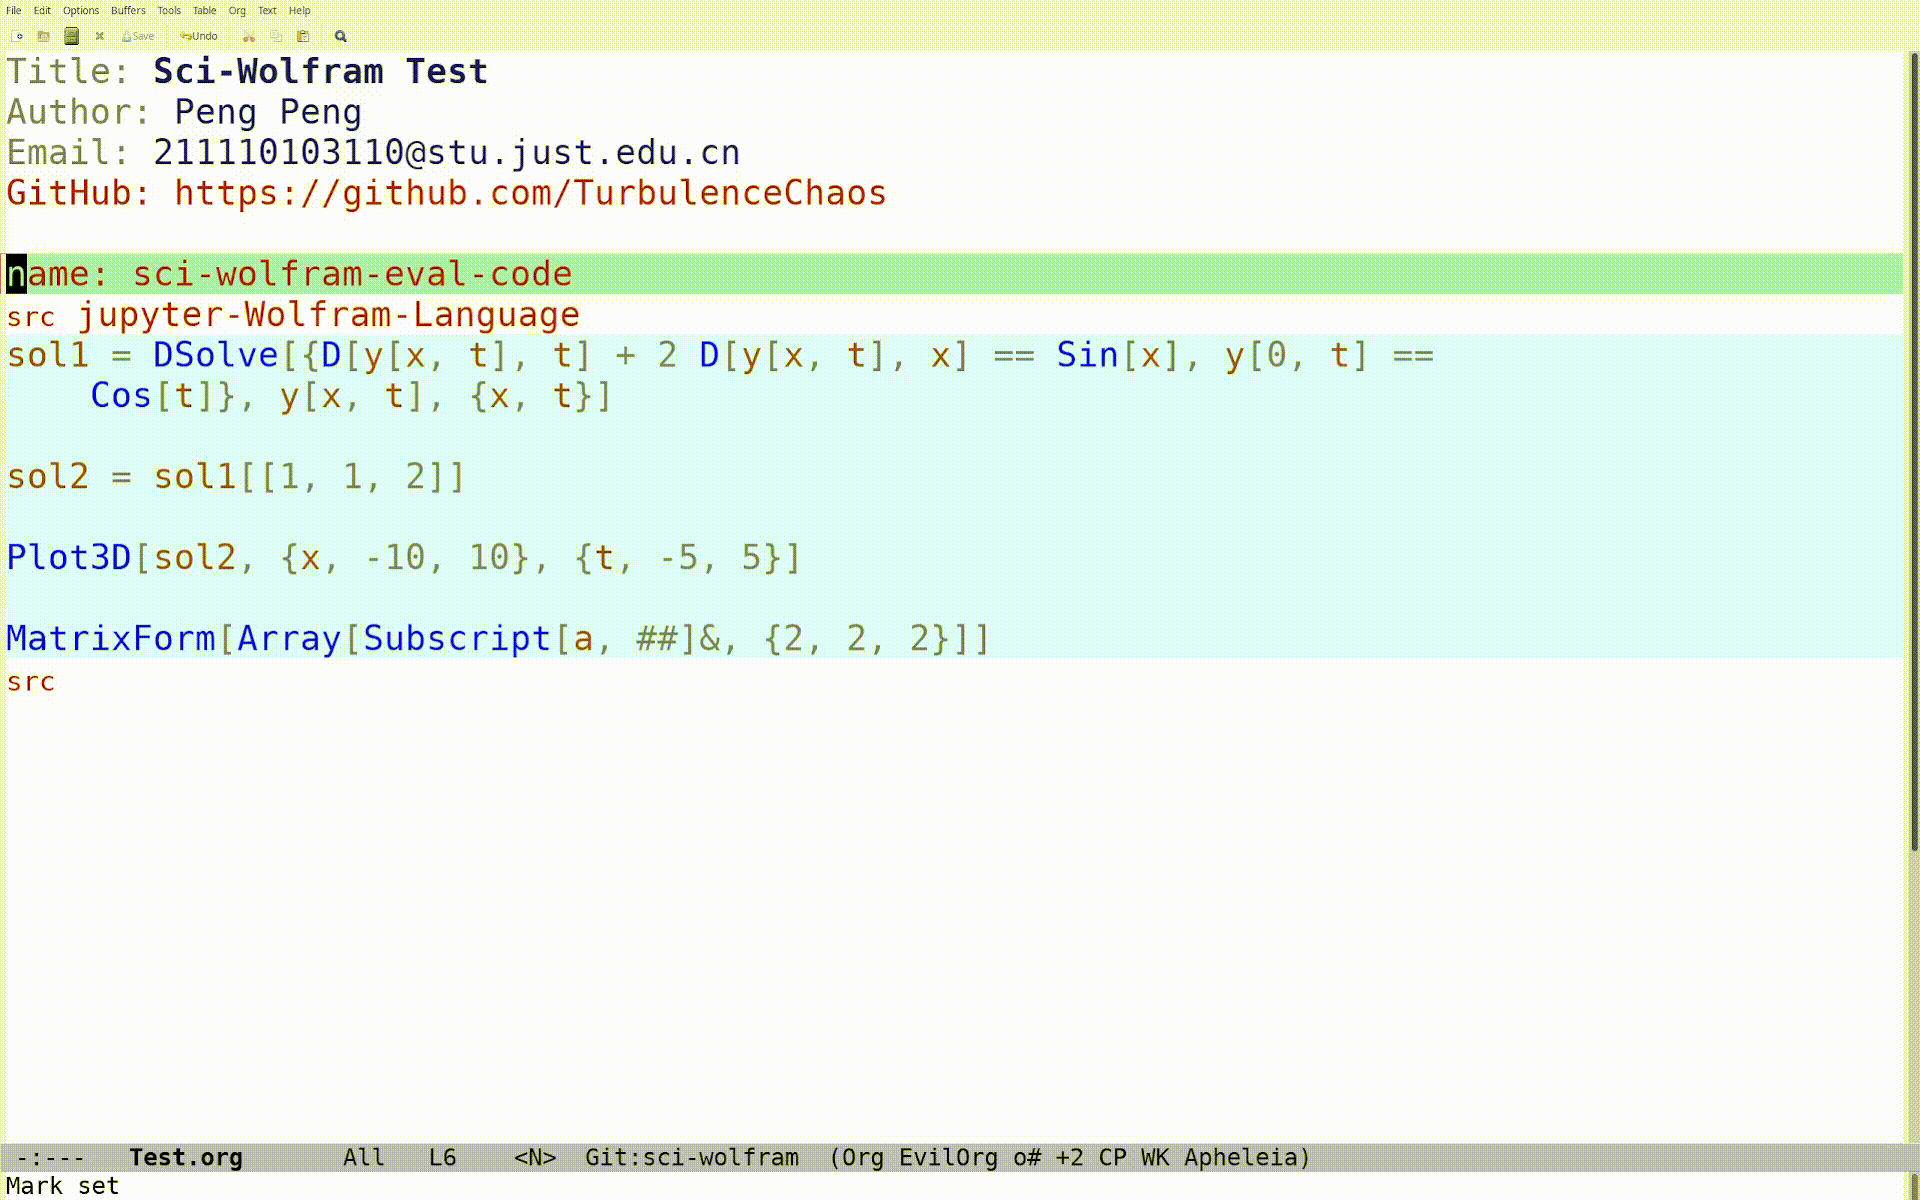 File Edit Options Buffers Tools Table Org Text Help
Save Undo
Title: Sci-Wolfram Test
Author: Peng Peng
Email: 211110103110@stu.just.edu.cn
GitHub: https://github.com/TurbulenceChaos
name: sci-wolfram-eval-code
src jupyter-Wolfram-Language
sol1 = DSolve[{D[y[x, t], t] + 2 D[y[x, t], x] == Sin[x], y[0, t] ==
    Cos[t]}, y[x, t], {x, t}]
sol2 = sol1[[1, 1, 2]]
Plot3D[sol2, {x, -10, 10}, {t, -5, 5}]
MatrixForm[Array[Subscript[a, ##]&, {2, 2, 2}]]
src
-:--- Test.org All L6 <N> Git:sci-wolfram (Org EvilOrg o# +2 CP WK Apheleia)
Mark set